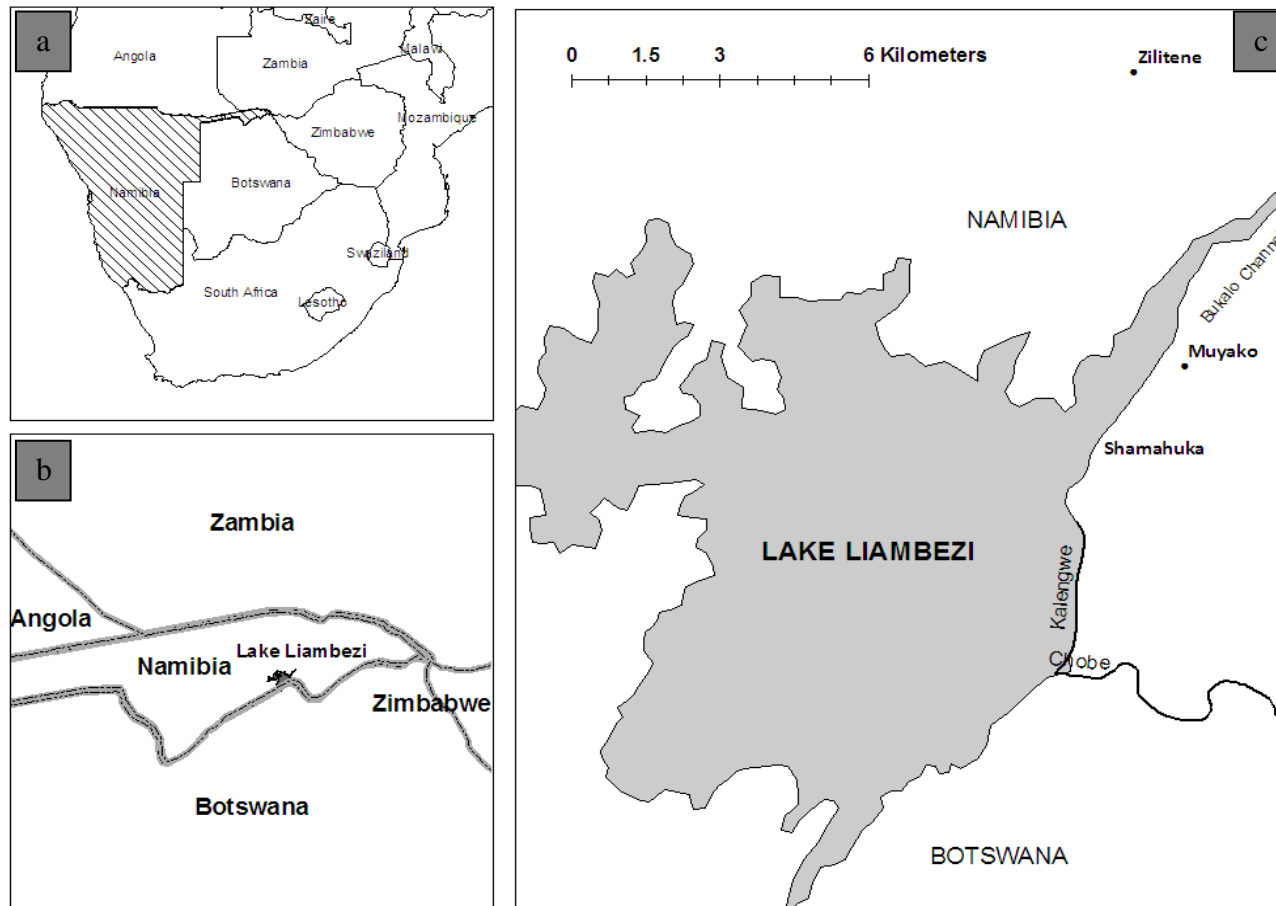 a
Zaire
Angola
Zambia
Malawi
Mozambique
Zimbabwe
Namibia
Botswana
Swaziland
South Africa
Lesotho
b
Zambia
Angola
Namibia
Lake Liambezi
Zimbabwe
Botswana
c
0 1.5 3 6 Kilometers
Zilitene
NAMIBIA
Bukalo
Muyako
Shamahuka
LAKE LIAMBEZI
Kalengwe
Chobe
BOTSWANA